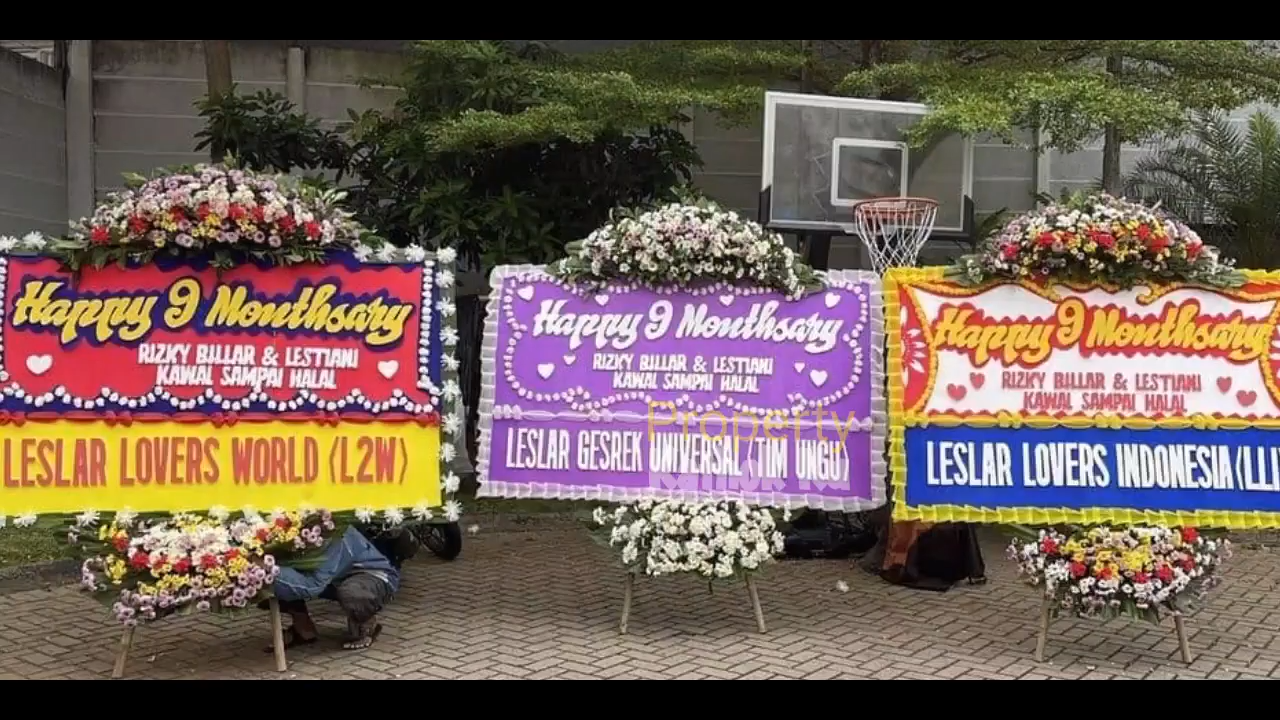 Happy 9 Monthsary
RIZKY BILLAR & LESTIANI
KAWAL SAMPAI HALAL
LESLAR LOVERS WORLD (L2W)
Happy 9 Monthsary
RIZKY BILLAR & LESTIANI
KAWAL SAMPAI HALAL
LESLAR GESREK UNIVERSAL (TIM UNGU)
Property
Happy 9 Monthsary
RIZKY BILLAR & LESTIANI
KAWAL SAMPAI HALAL
LESLAR LOVERS INDONESIA (LLI